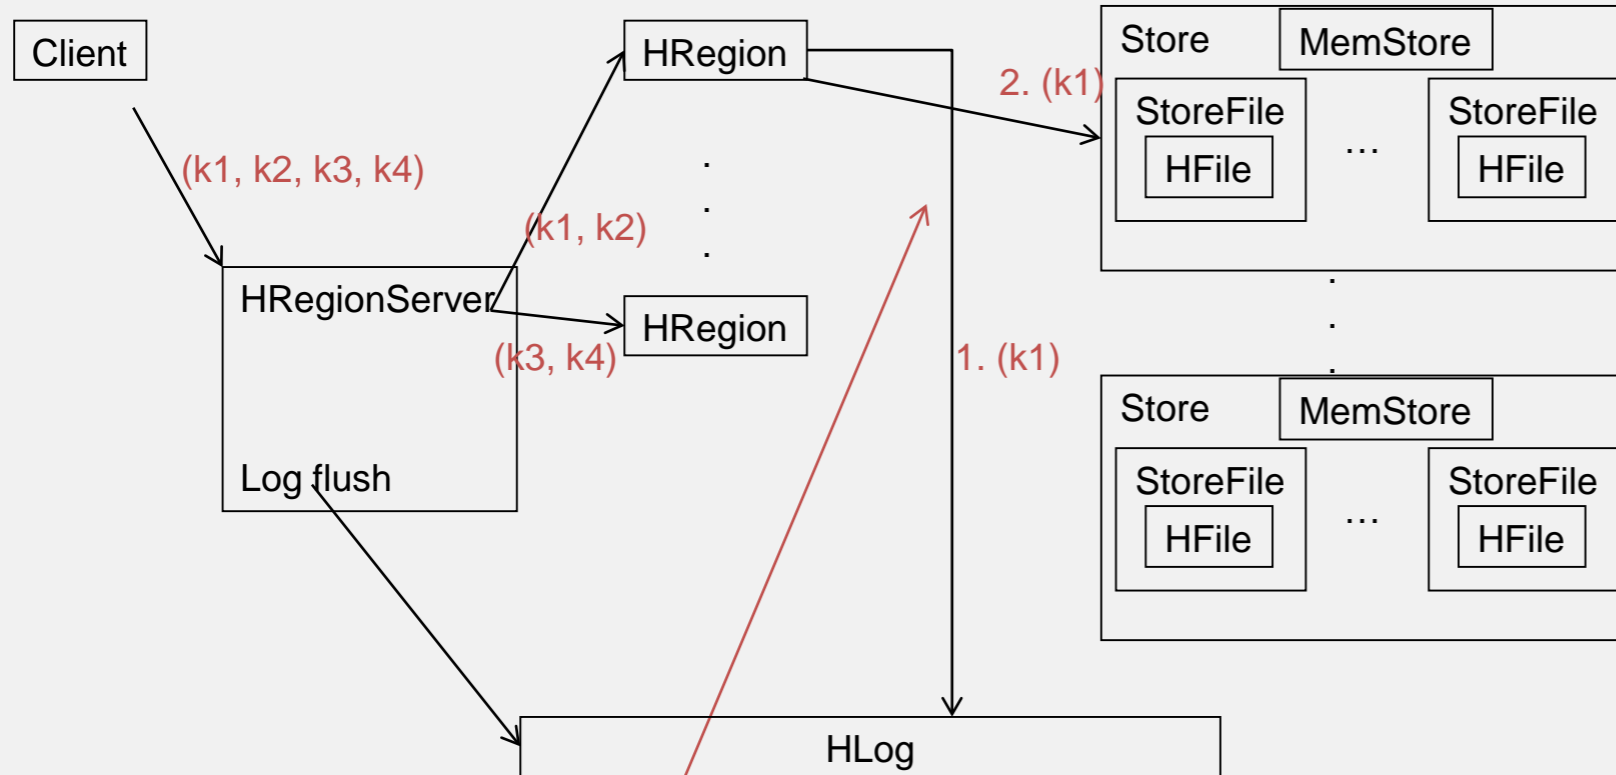 Client
HRegion
Store
MemStore
2. (k1)
StoreFile
...
StoreFile
HFile
HFile
(k1, k2, k3, k4)
.
.
.
(k1, k2)
HRegionServer
HRegion
(k3, k4)
1. (k1)
.
.
.
Store
MemStore
Log flush
StoreFile
...
StoreFile
HFile
HFile
HLog